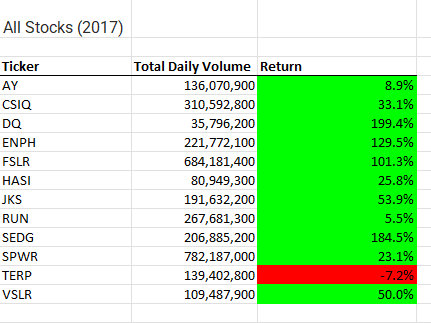 All Stocks (2017)
Ticker Total Daily Volume Return
AY 136,070,900 8.9%
CSIQ 310,592,800 33.1%
DQ 35,796,200 199.4%
ENPH 221,772,100 129.5%
FSLR 684,181,400 101.3%
HASI 80,949,300 25.8%
JKS 191,632,200 53.9%
RUN 267,681,300 5.5%
SEDG 206,885,200 184.5%
SPWR 782,187,000 23.1%
TERP 139,402,800 -7.2%
VSLR 109,487,900 50.0%